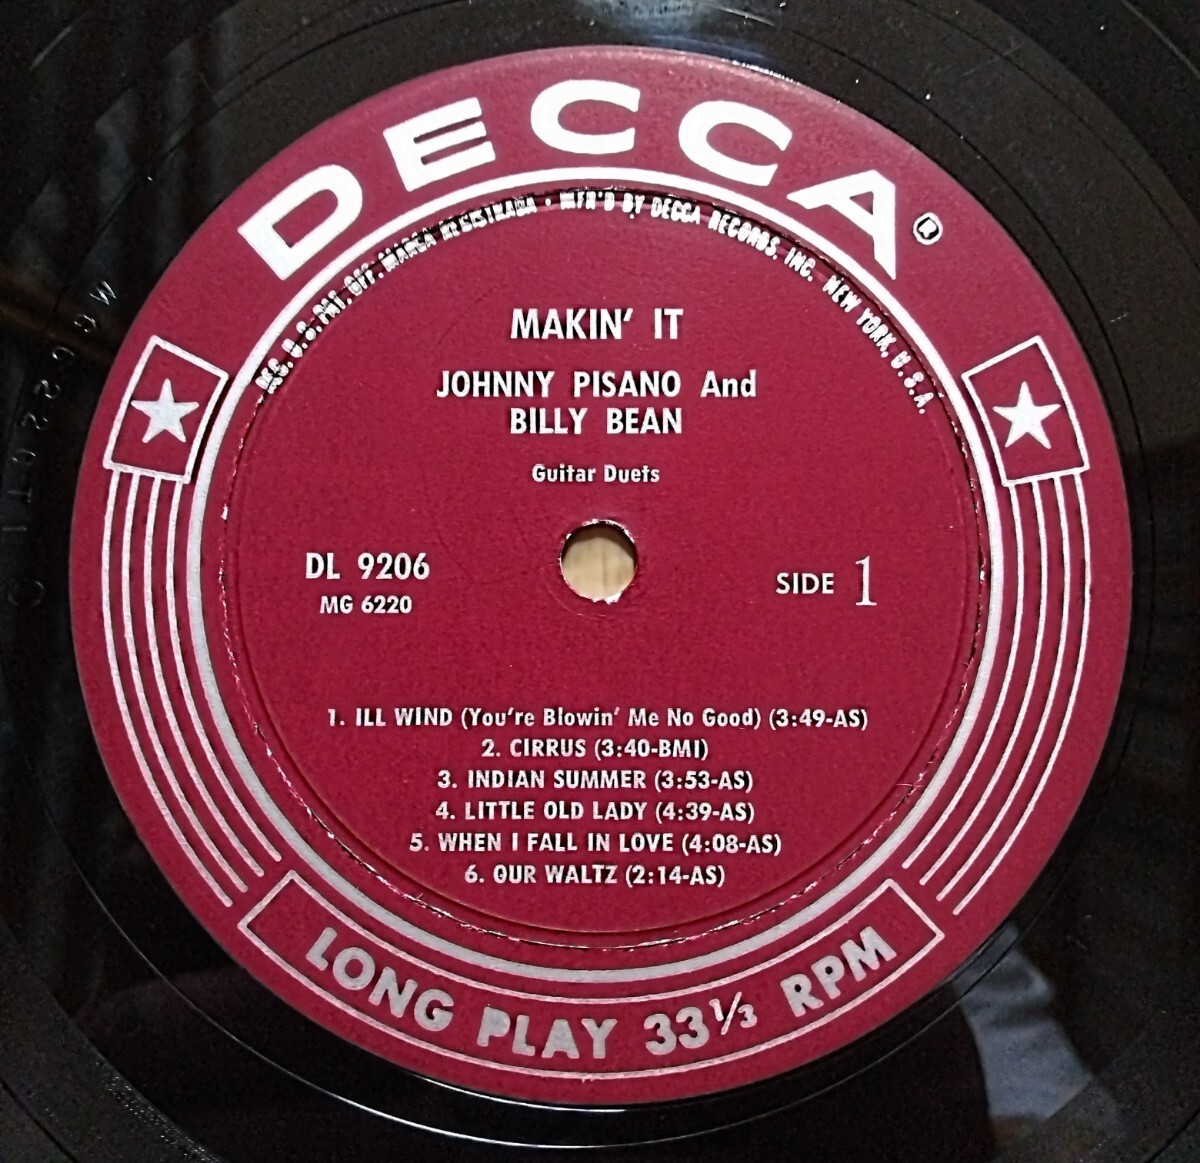 DECCA®
REG. U.S. PAT. OFF. MARCA REGISTRADA • MFR'D BY DECCA RECORDS, INC. NEW YORK, U.S.A.
MAKIN' IT
JOHNNY PISANO And
BILLY BEAN
Guitar Duets
DL 9206
MG 6220
SIDE 1
1. ILL WIND (You're Blowin' Me No Good) (3:49-AS)
2. CIRRUS (3:40-BMI)
3. INDIAN SUMMER (3:53-AS)
4. LITTLE OLD LADY (4:39-AS)
5. WHEN I FALL IN LOVE (4:08-AS)
6. OUR WALTZ (2:14-AS)
LONG PLAY 33⅓ RPM